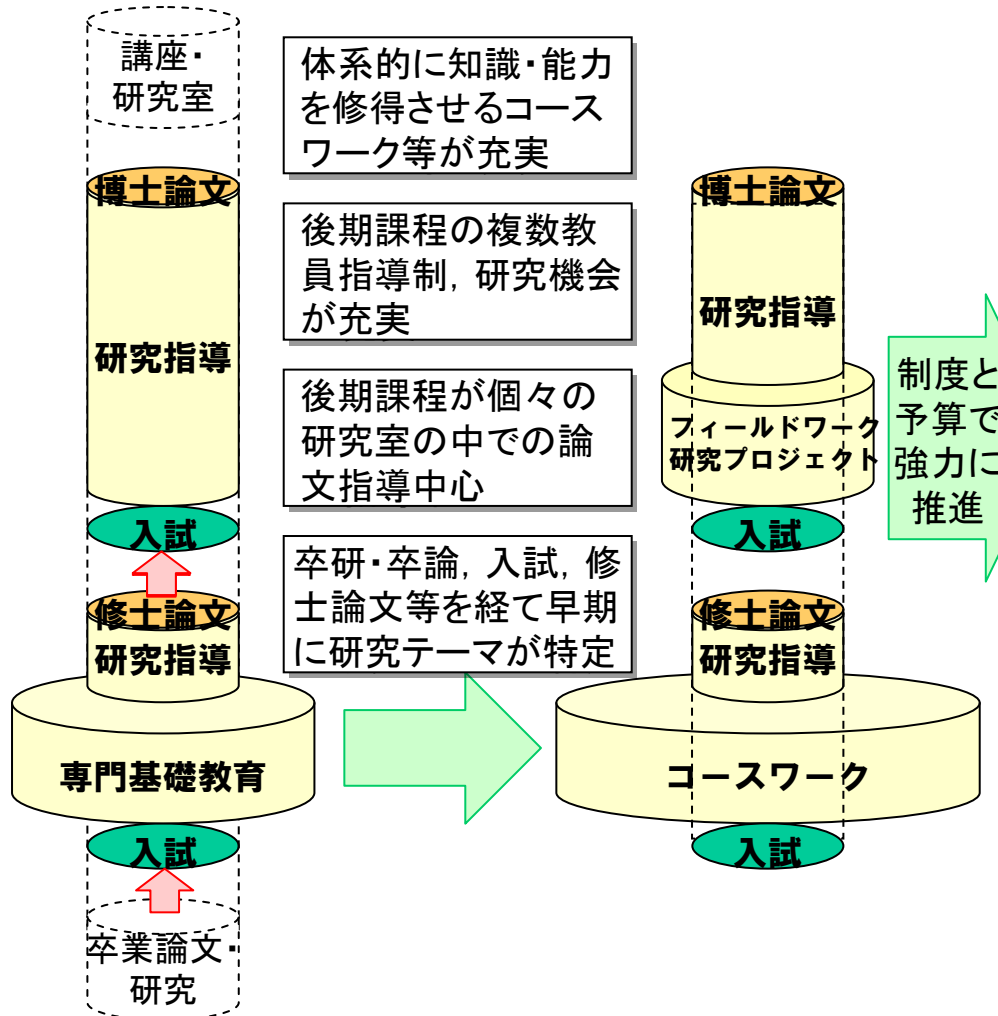 講座・
研究室
博士論文
研究指導
入試
修士論文
研究指導
専門基礎教育
入試
卒業論文・
研究
体系的に知識・能力
を修得させるコース
ワーク等が充実
後期課程の複数教
員指導制，研究機会
が充実
後期課程が個々の
研究室の中での論
文指導中心
卒研・卒論，入試，修
士論文等を経て早期
に研究テーマが特定
博士論文
研究指導
フィールドワーク
研究プロジェクト
入試
修士論文
研究指導
コースワーク
入試
制度と
予算で
強力に
推進